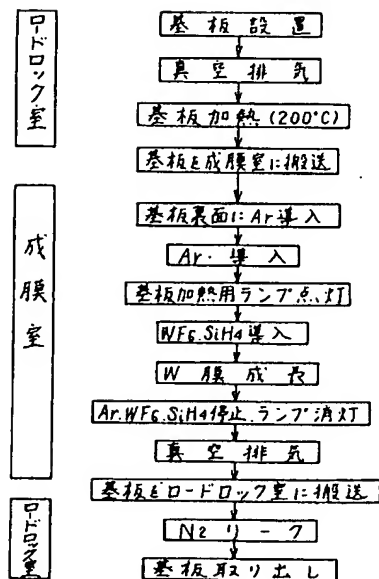 ロードロック室
基板設置
真空排気
基板加熱(200°C)
基板を成膜室に搬送
成膜室
基板裏面にAr導入
Ar・導入
基板加熱用ランプ点灯
WF6.SiH4導入
W膜成長
Ar.WF6.SiH4停止.ランプ消灯
真空排気
基板をロードロック室に搬送
ロードロック室
N2リーク
基板取り出し